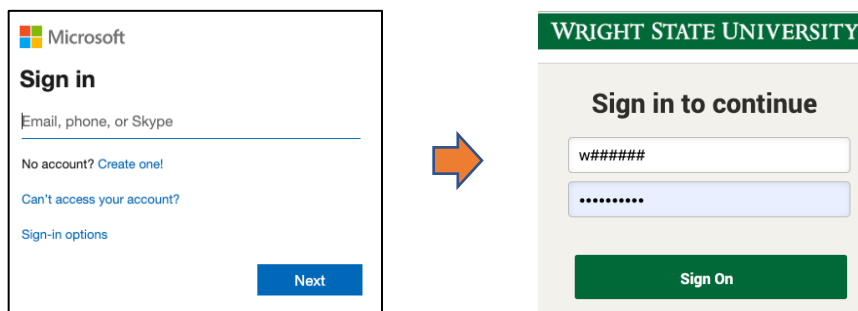 Microsoft
Sign in
Email, phone, or Skype
No account? Create one!
Can't access your account?
Sign-in options
Next
WRIGHT STATE UNIVERSITY
Sign in to continue
w######
••••••••••
Sign On